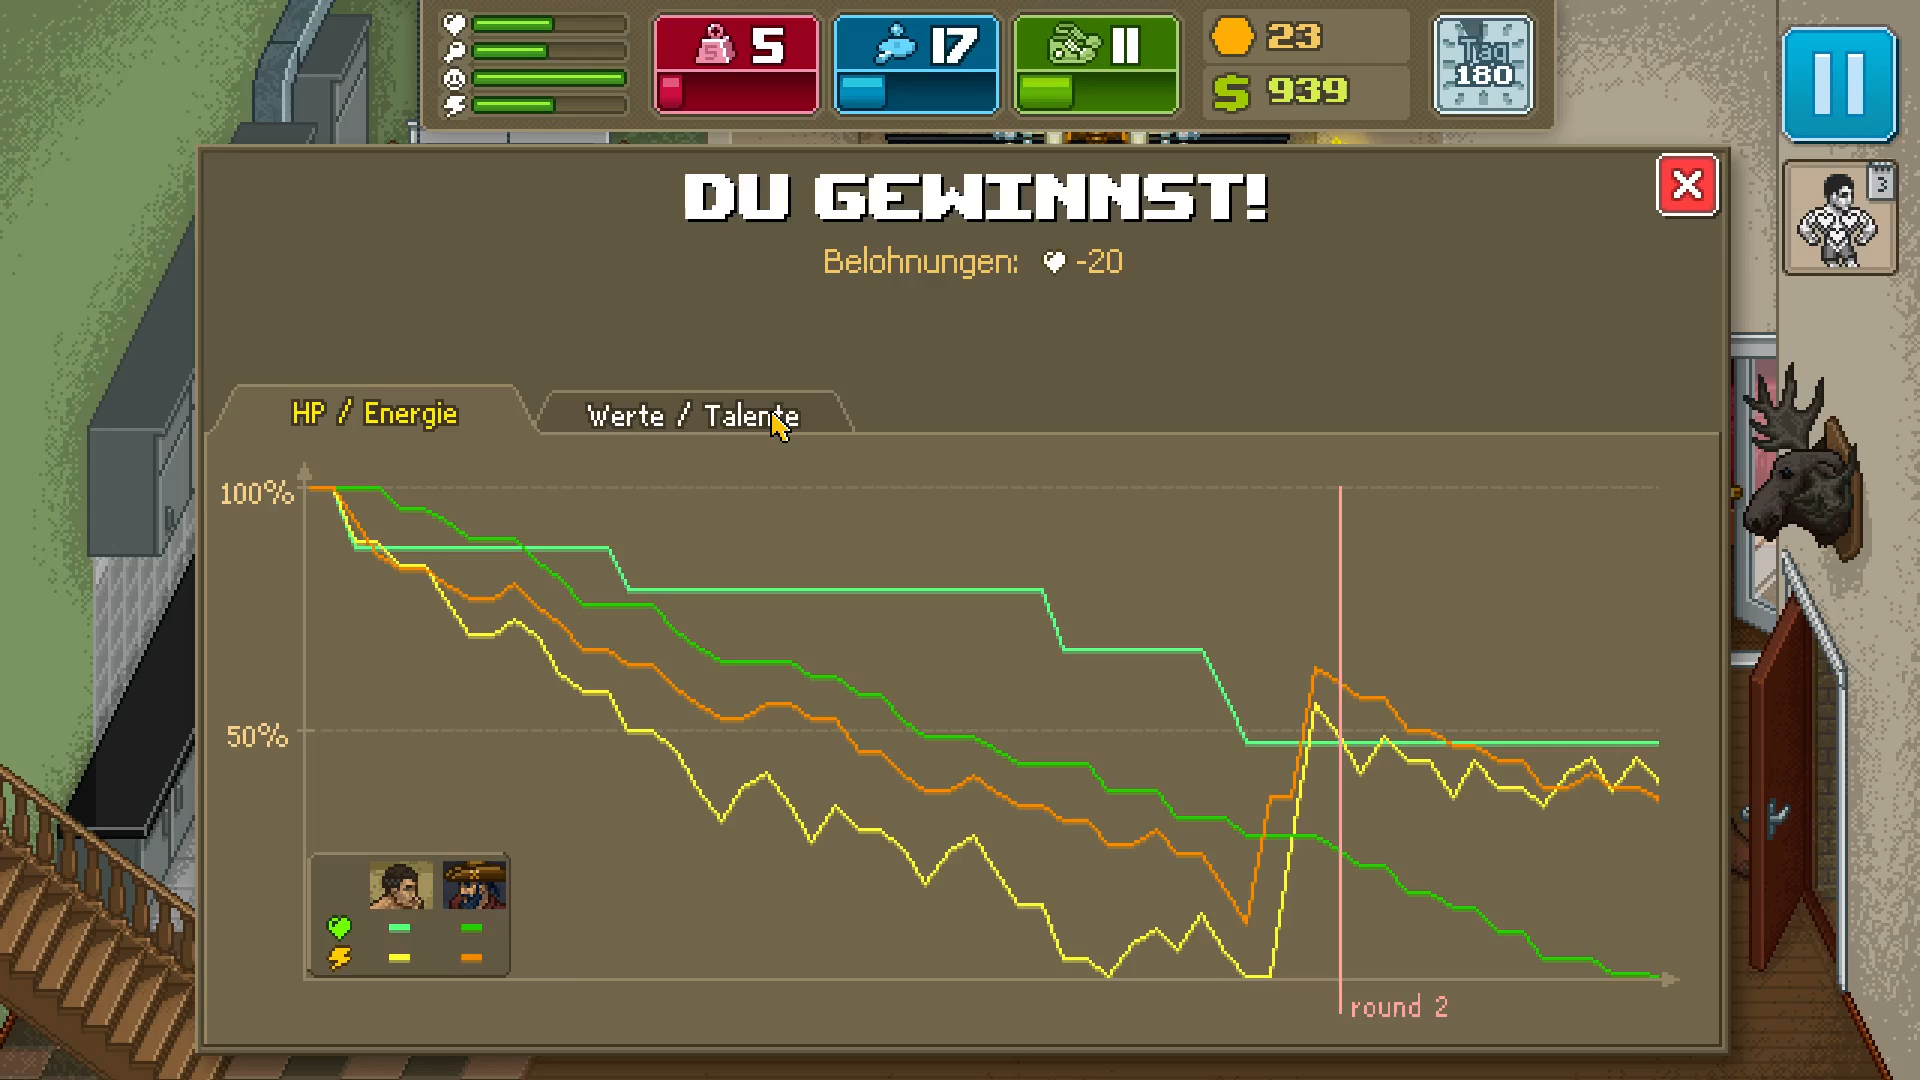 5
17
11
23
939
Tag
180
3
DU GEWINNST!
Belohnungen: -20
HP / Energie
Werte / Talente
100%
50%
round 2